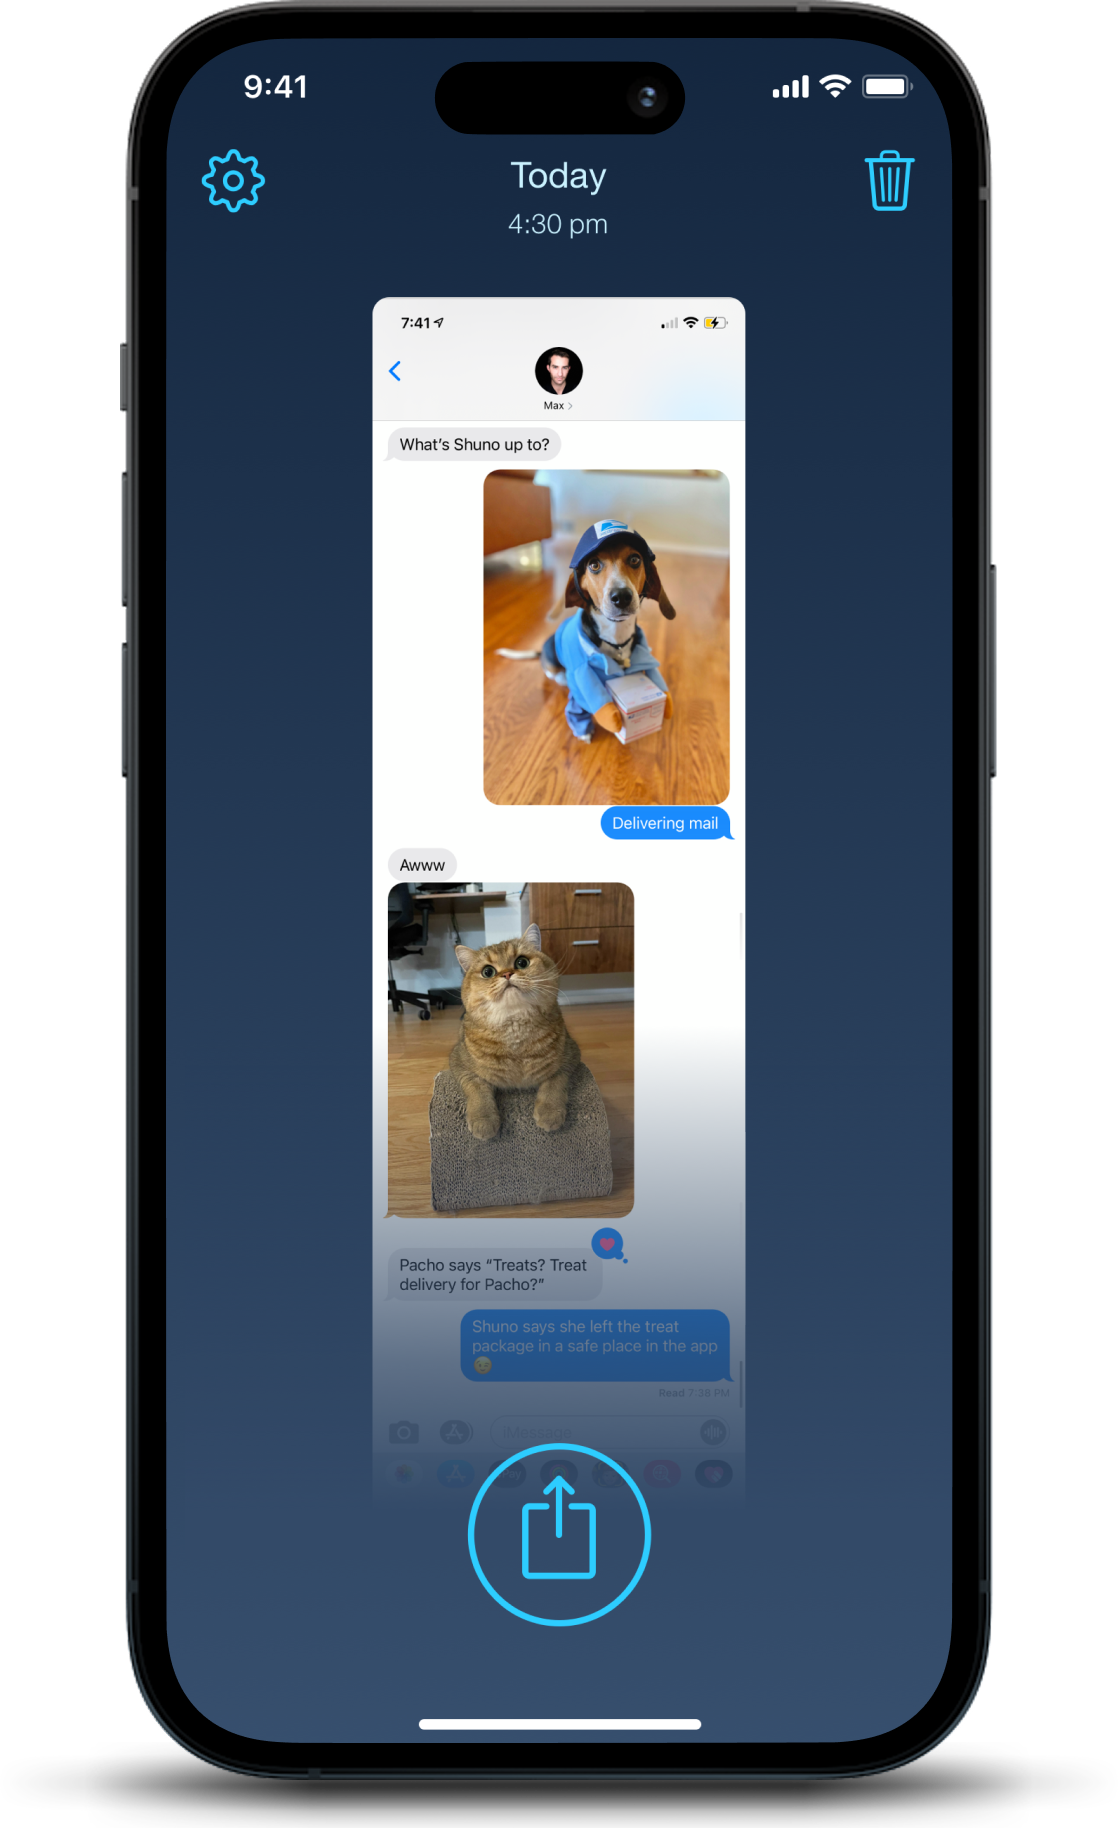 9:41
Today
4:30 pm
7:41
Max
What's Shuno up to?
Delivering mail
Awww
Pacho says “Treats? Treat
delivery for Pacho?”
Shuno says she left the treat
package in a safe place in the app
😉
Read 7:38 PM
iMessage